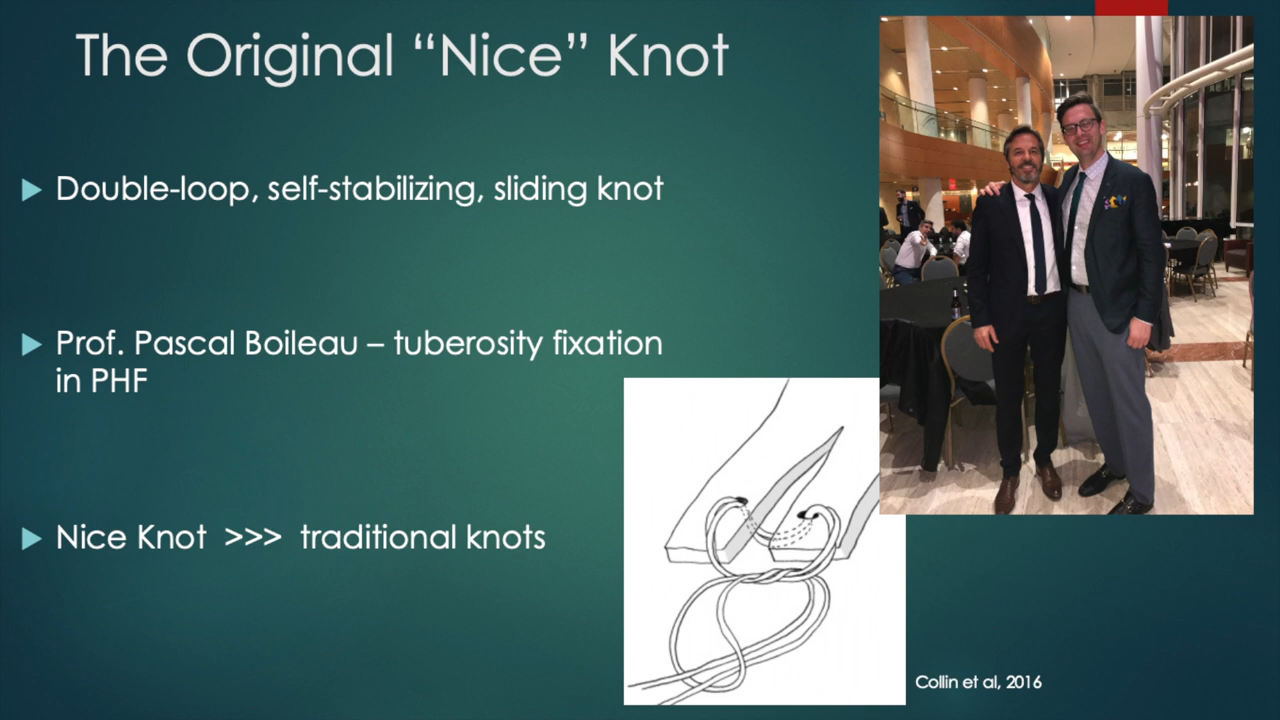 The Original “Nice” Knot
Double-loop, self-stabilizing, sliding knot
Prof. Pascal Boileau – tuberosity fixation
in PHF
Nice Knot >>> traditional knots
Collin et al, 2016